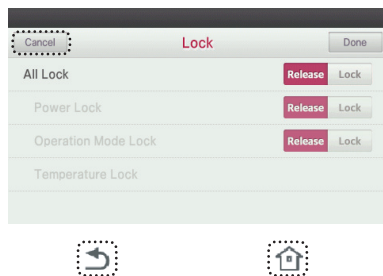 Cancel Lock Done
All Lock Release Lock
Power Lock Release Lock
Operation Mode Lock Release Lock
Temperature Lock